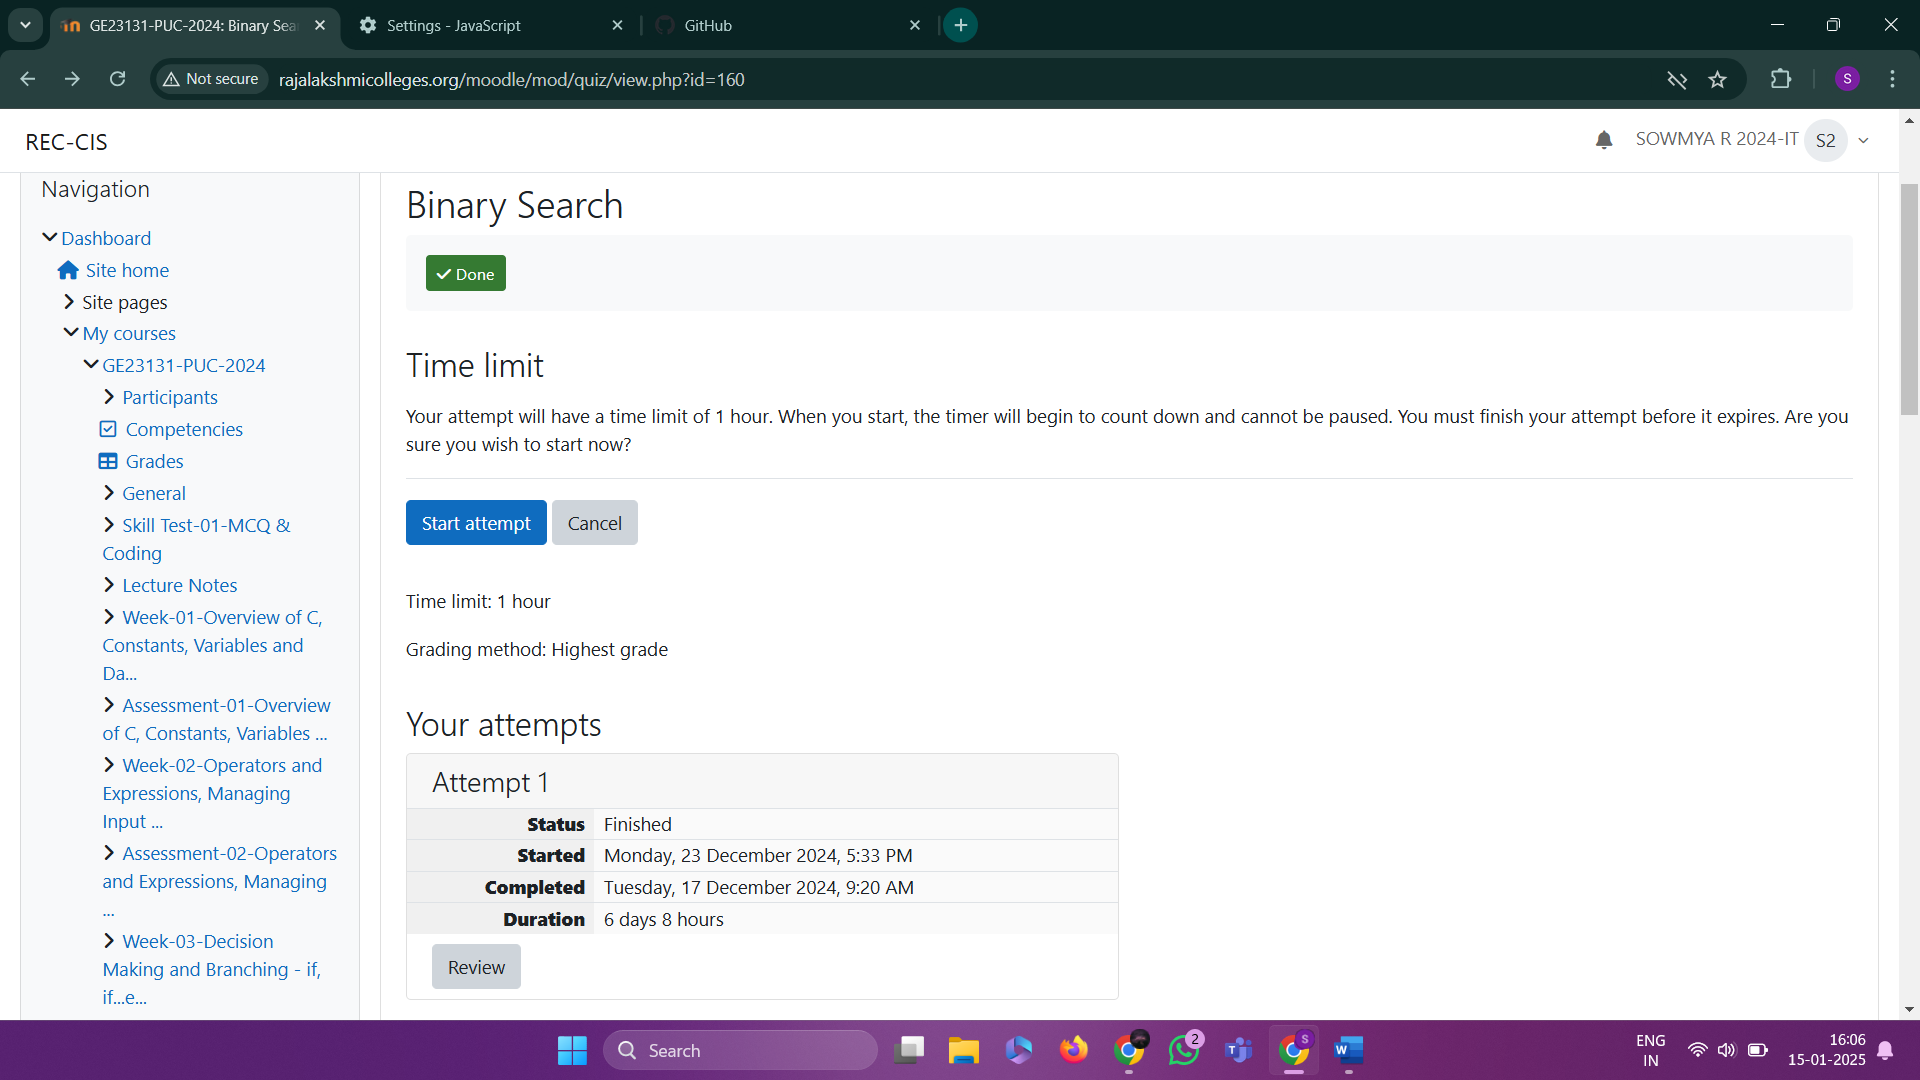 GE23131-PUC-2024: Binary Sear
Settings - JavaScript
GitHub
Not secure
rajalakshmicolleges.org/moodle/mod/quiz/view.php?id=160
S
REC-CIS
SOWMYA R 2024-IT
S2
Navigation
Dashboard
Site home
Site pages
My courses
GE23131-PUC-2024
Participants
Competencies
Grades
General
Skill Test-01-MCQ &
Coding
Lecture Notes
Week-01-Overview of C,
Constants, Variables and
Da...
Assessment-01-Overview
of C, Constants, Variables ...
Week-02-Operators and
Expressions, Managing
Input ...
Assessment-02-Operators
and Expressions, Managing
...
Week-03-Decision
Making and Branching - if,
if...e...
Binary Search
Done
Time limit
Your attempt will have a time limit of 1 hour. When you start, the timer will begin to count down and cannot be paused. You must finish your attempt before it expires. Are you
sure you wish to start now?
Start attempt
Cancel
Time limit: 1 hour
Grading method: Highest grade
Your attempts
Attempt 1
Status Finished
Started Monday, 23 December 2024, 5:33 PM
Completed Tuesday, 17 December 2024, 9:20 AM
Duration 6 days 8 hours
Review
Search
2
T
S
W
ENG
IN
16:06
15-01-2025